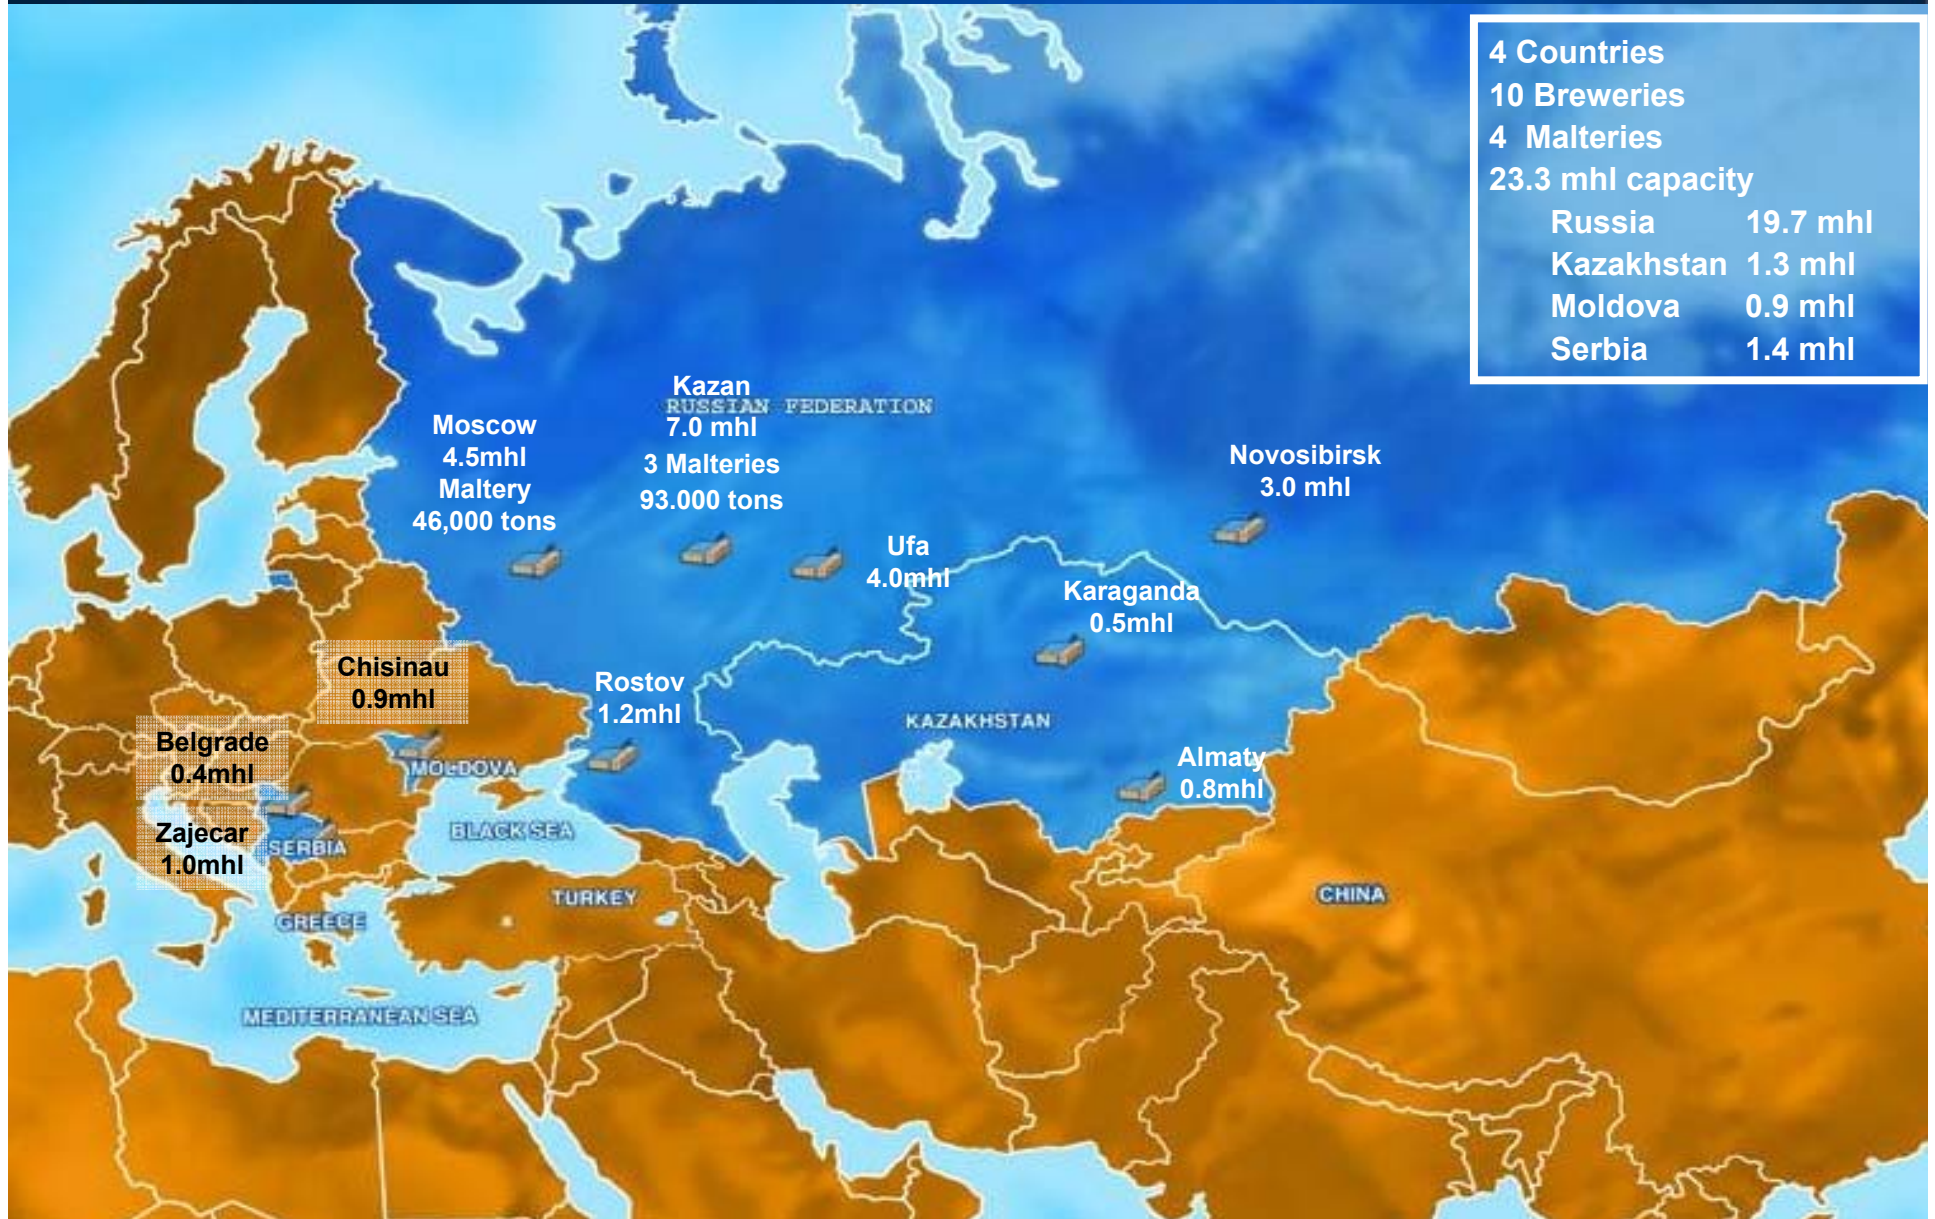 4 Countries
10 Breweries
4 Malteries
23.3 mhl capacity
Russia 19.7 mhl
Kazakhstan 1.3 mhl
Moldova 0.9 mhl
Serbia 1.4 mhl
Kazan
RUSSIAN FEDERATION
7.0 mhl
3 Malteries
93.000 tons
Moscow
4.5mhl
Maltery
46,000 tons
Novosibirsk
3.0 mhl
Ufa
4.0mhl
Karaganda
0.5mhl
Chisinau
0.9mhl
Rostov
1.2mhl
KAZAKHSTAN
Belgrade
0.4mhl
MOLDOVA
Almaty
0.8mhl
Zajecar
1.0mhl
SERBIA
BLACK SEA
TURKEY
CHINA
GREECE
MEDITERRANEAN SEA